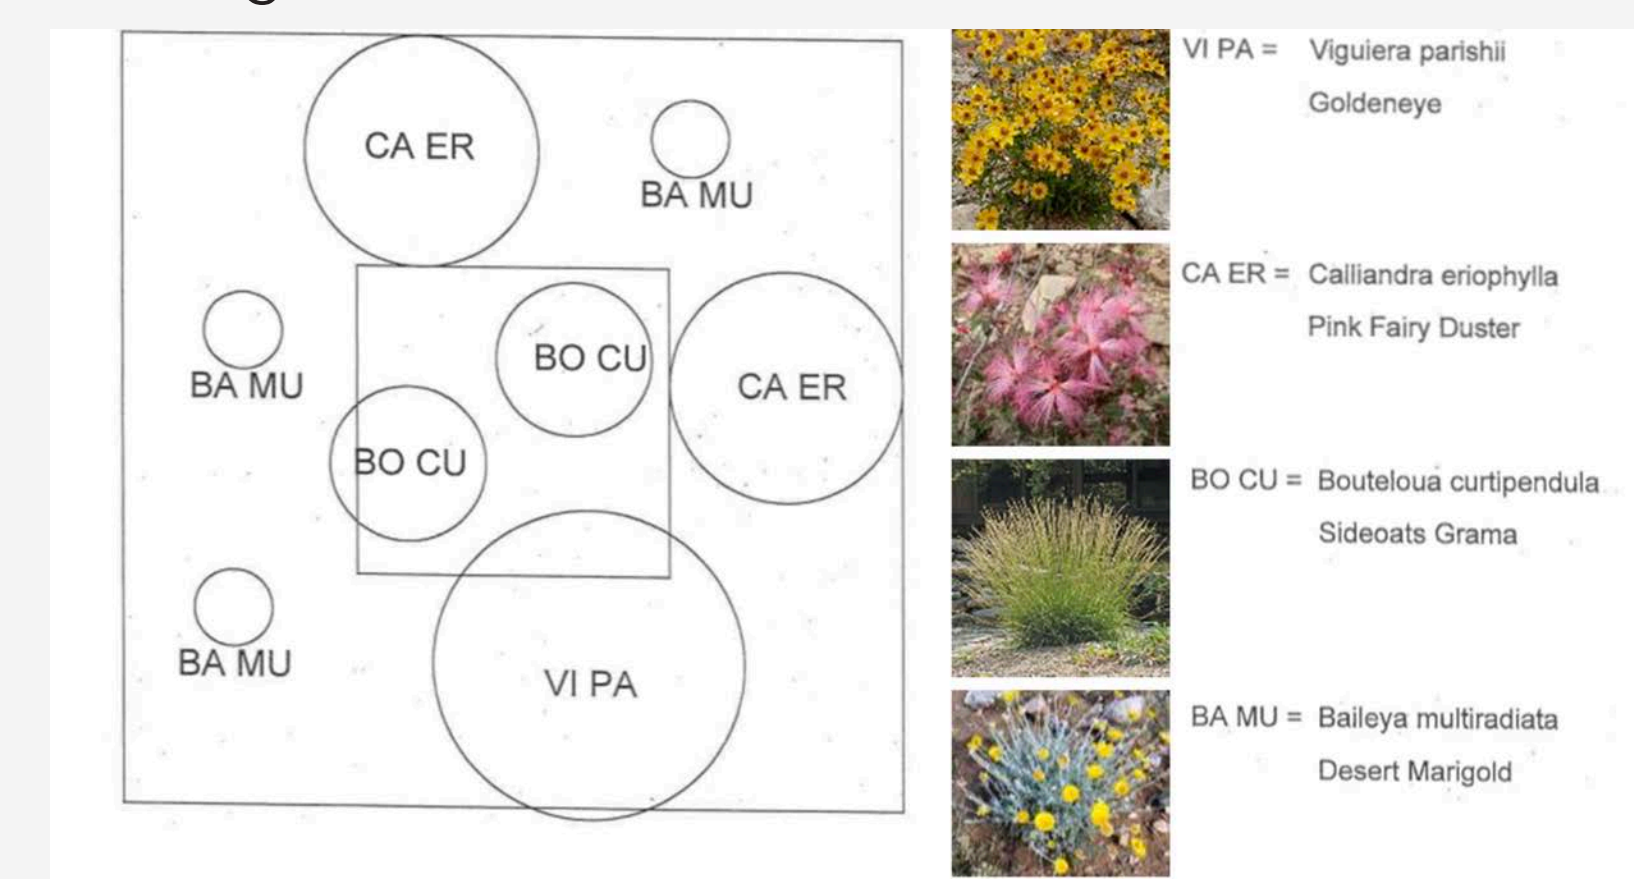 CA ER
BA MU
BA MU
BO CU
CA ER
BO CU
BA MU
VI PA
VI PA = Viguiera parishii
Goldeneye
CA ER = Calliandra eriophylla
Pink Fairy Duster
BO CU = Bouteloua curtipendula
Sideoats Grama
BA MU = Baileya multiradiata
Desert Marigold